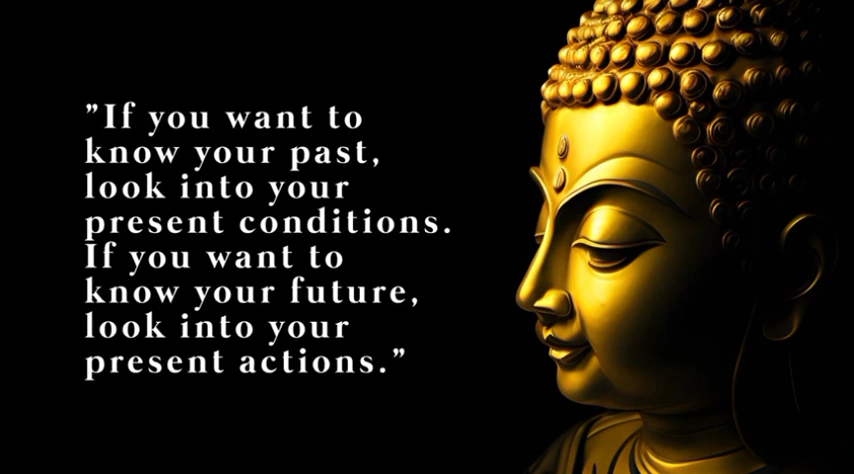 ”If you want to
know your past,
look into your
present conditions.
If you want to
know your future,
look into your
present actions.”